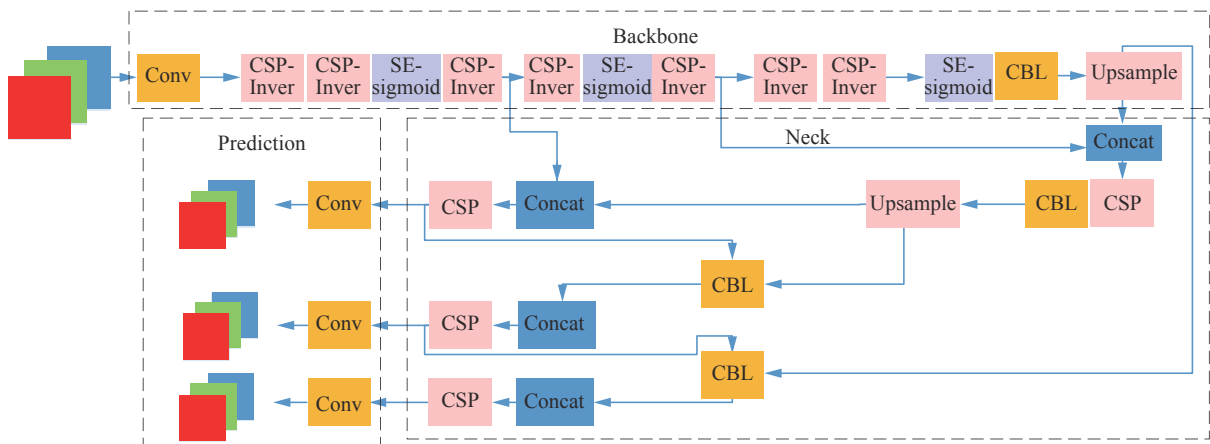 Backbone
Conv
CSP-
Inver
CSP-
Inver
SE-
sigmoid
CSP-
Inver
CSP-
Inver
SE-
sigmoid
CSP-
Inver
CSP-
Inver
CSP-
Inver
SE-
sigmoid
CBL
Upsample
Prediction
Neck
Concat
Conv
CSP
Concat
Upsample
CBL
CSP
CBL
Conv
CSP
Concat
CBL
Conv
CSP
Concat